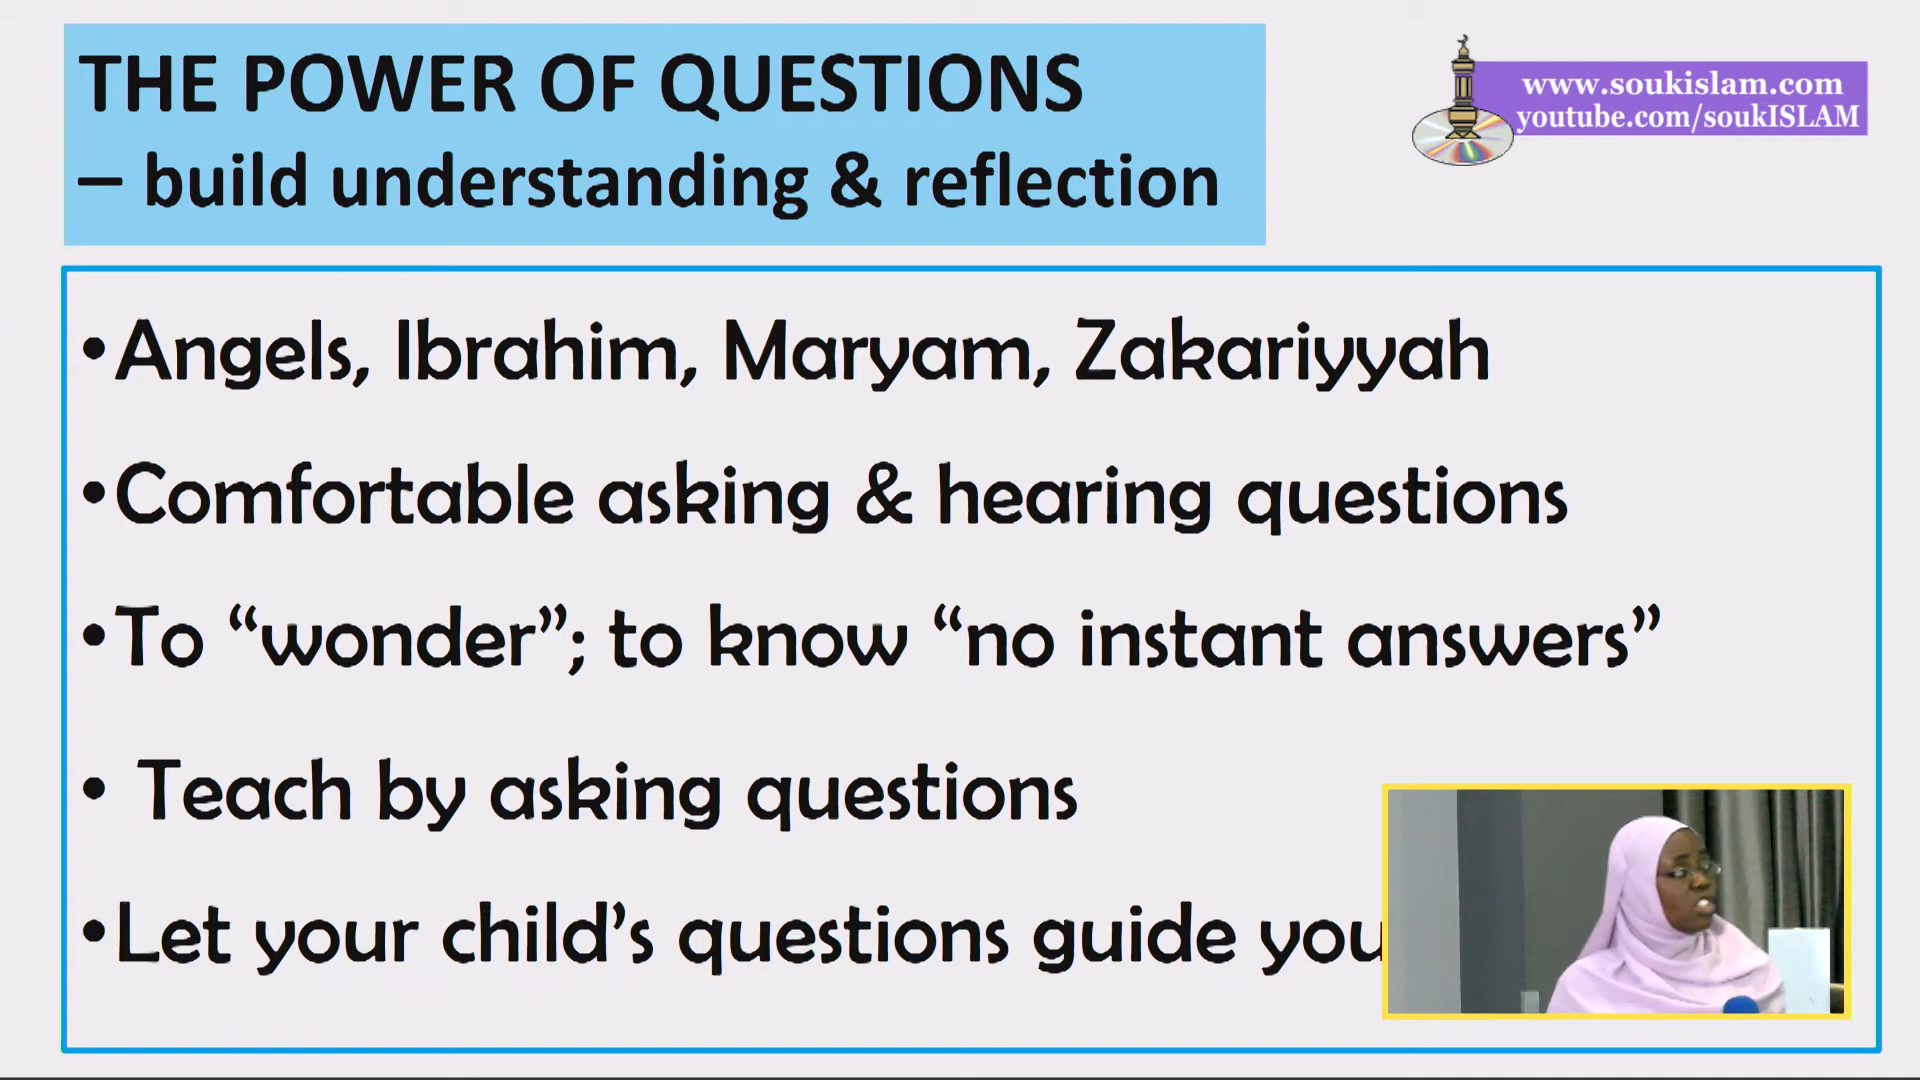 THE POWER OF QUESTIONS
– build understanding & reflection
www.soukislam.com
youtube.com/soukISLAM
•Angels, Ibrahim, Maryam, Zakariyyah
•Comfortable asking & hearing questions
•To “wonder”; to know “no instant answers”
• Teach by asking questions
•Let your child’s questions guide you